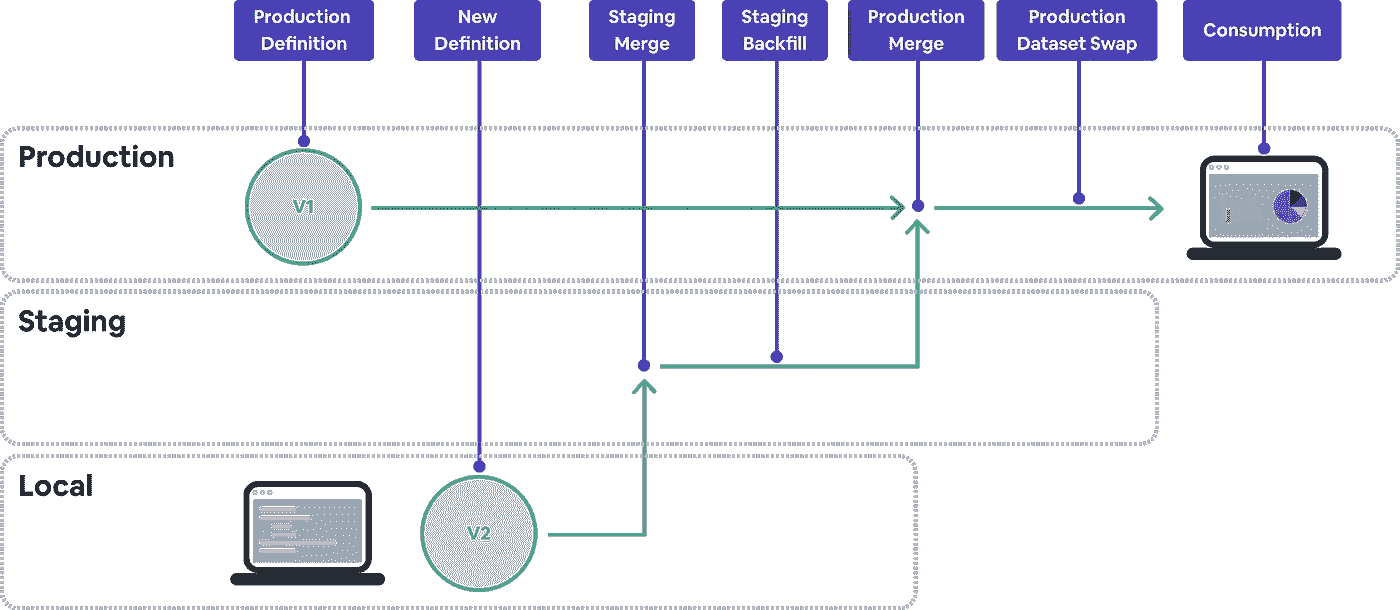 Production
Definition
New
Definition
Staging
Merge
Staging
Backfill
Production
Merge
Production
Dataset Swap
Consumption
Production
V1
Staging
Local
V2